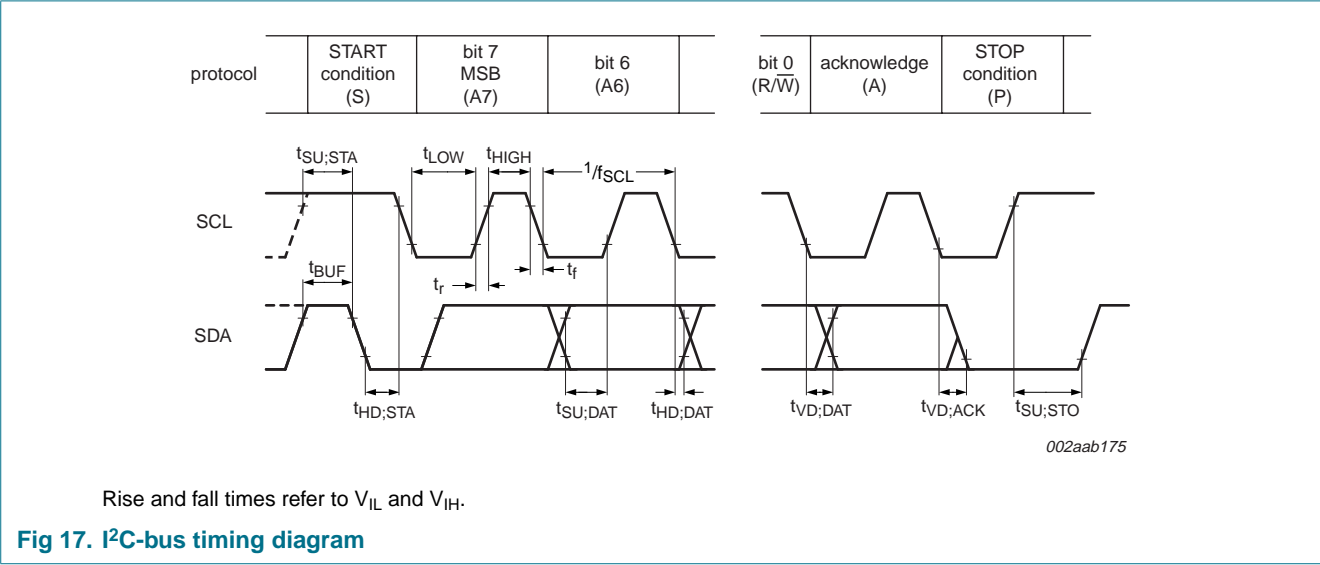 protocol
START condition (S)
bit 7 MSB (A7)
bit 6 (A6)
bit 0 (R/W̅)
acknowledge (A)
STOP condition (P)
tSU;STA
tLOW
tHIGH
1/fSCL
SCL
tBUF
tr
tf
SDA
tHD;STA
tSU;DAT
tHD;DAT
tVD;DAT
tVD;ACK
tSU;STO
002aab175
Rise and fall times refer to VIL and VIH.
Fig 17. I²C-bus timing diagram